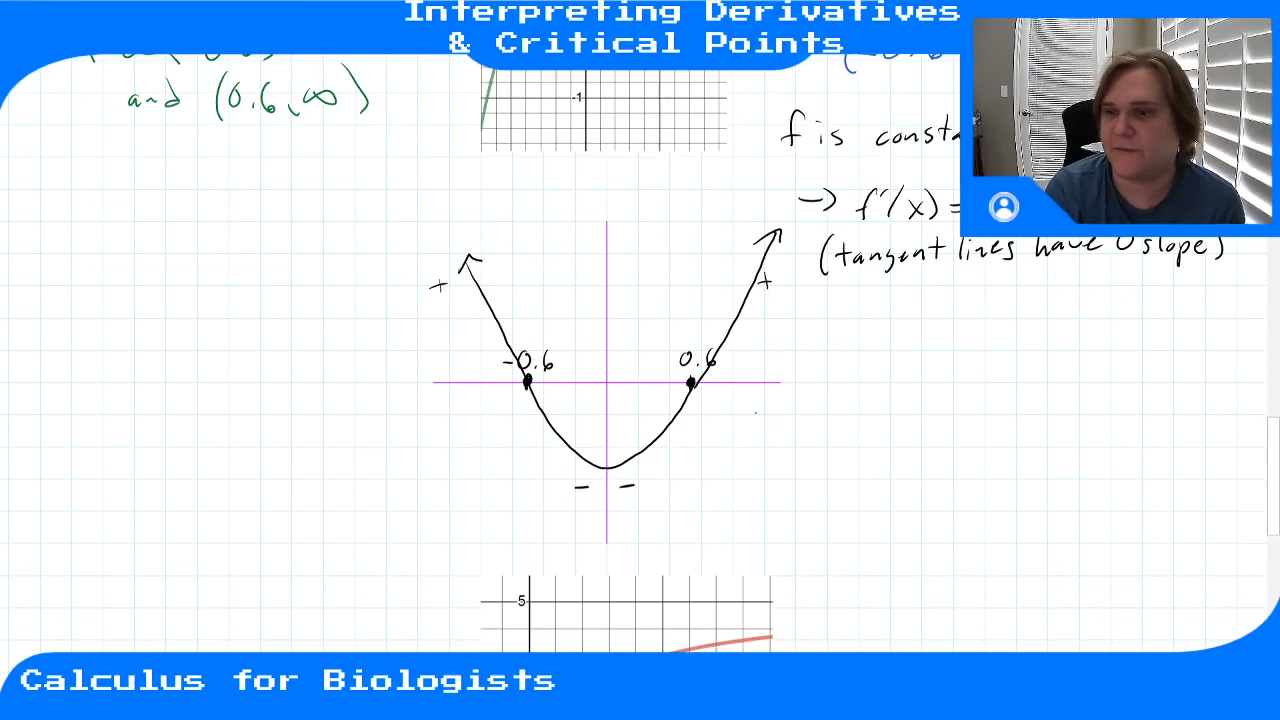 Interpreting Derivatives
& Critical Points
and (0.6, ∞)
-1
f is
→ f'(x) =
(tangent lines have 0 slope)
+
+
-0.6
0.6
- -
5
Calculus for Biologists